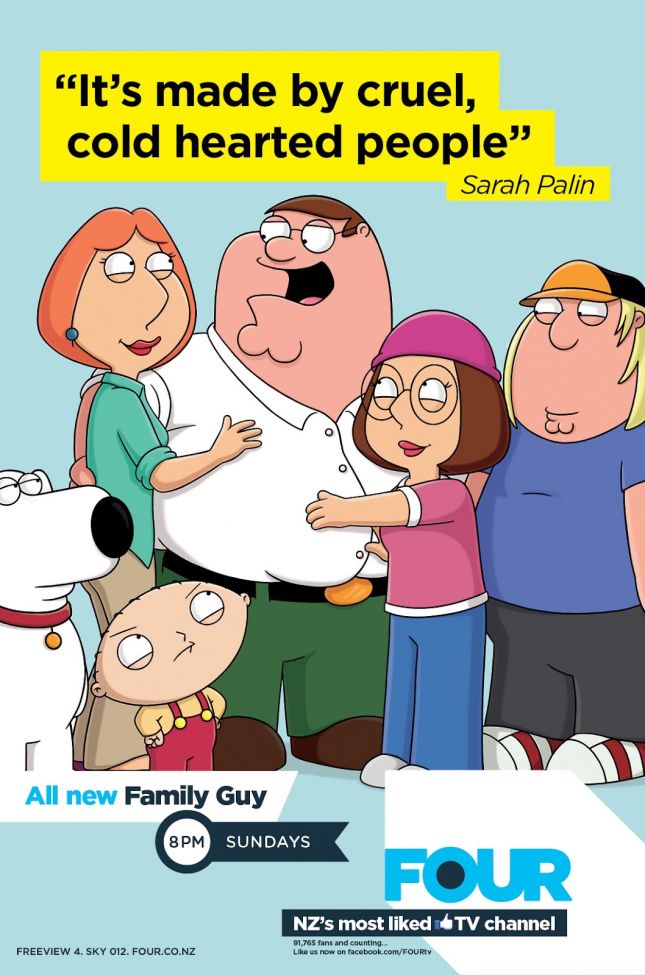 “It’s made by cruel,
cold hearted people”
Sarah Palin
All new Family Guy
8PM SUNDAYS
FOUR
NZ’s most liked TV channel
91,765 fans and counting...
Like us now on facebook.com/FOURtv
FREEVIEW 4. SKY 012. FOUR.CO.NZ